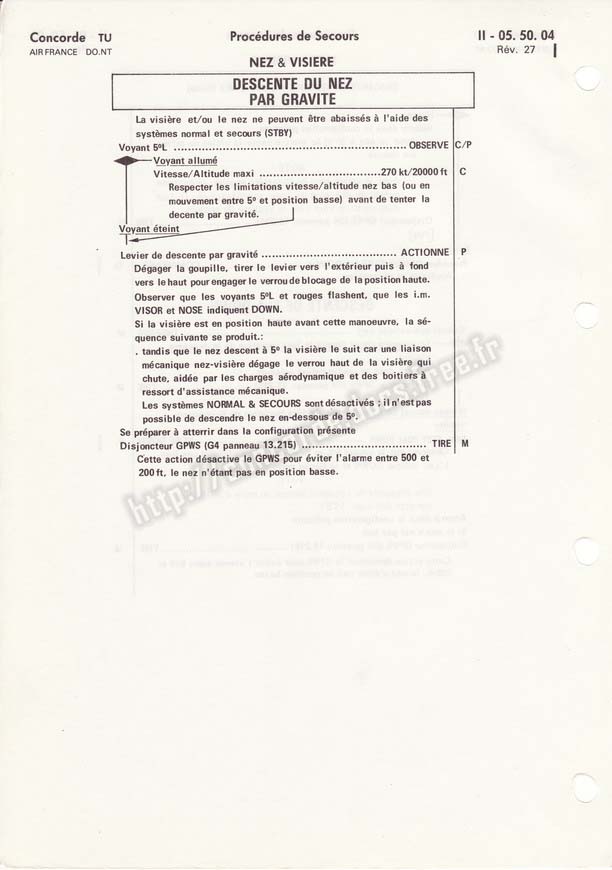 Concorde TU
AIR FRANCE DO.NT
Procédures de Secours
II - 05. 50. 04
Rév. 27
NEZ & VISIERE
DESCENTE DU NEZ
PAR GRAVITE
La visière et/ou le nez ne peuvent être abaissés à l'aide des
systèmes normal et secours (STBY)
Voyant 5ºL ........ OBSERVE C/P
Voyant allumé
Vitesse/Altitude maxi ........ 270 kt/20000 ft C
Respecter les limitations vitesse/altitude nez bas (ou en
mouvement entre 5º et position basse) avant de tenter la
decente par gravité.
Voyant éteint
Levier de descente par gravité ........ ACTIONNE P
Dégager la goupille, tirer le levier vers l'extérieur puis à fond
vers le haut pour engager le verrou de blocage de la position haute.
Observer que les voyants 5ºL et rouges flashent, que les i.m.
VISOR et NOSE indiquent DOWN.
Si la visière est en position haute avant cette manoeuvre, la sé-
quence suivante se produit.:
. tandis que le nez descent à 5º la visière le suit car une liaison
mécanique nez-visière dégage le verrou haut de la visière qui
chute, aidée par les charges aérodynamique et des boitiers à
ressort d'assistance mécanique.
Les systèmes NORMAL & SECOURS sont désactivés ; il n'est pas
possible de descendre le nez en-dessous de 5º.
Se préparer à atterrir dans la configuration présente
Disjoncteur GPWS (G4 panneau 13.215) ........ TIRE M
Cette action désactive le GPWS pour éviter l'alarme entre 500 et
200 ft, le nez n'étant pas en position basse.